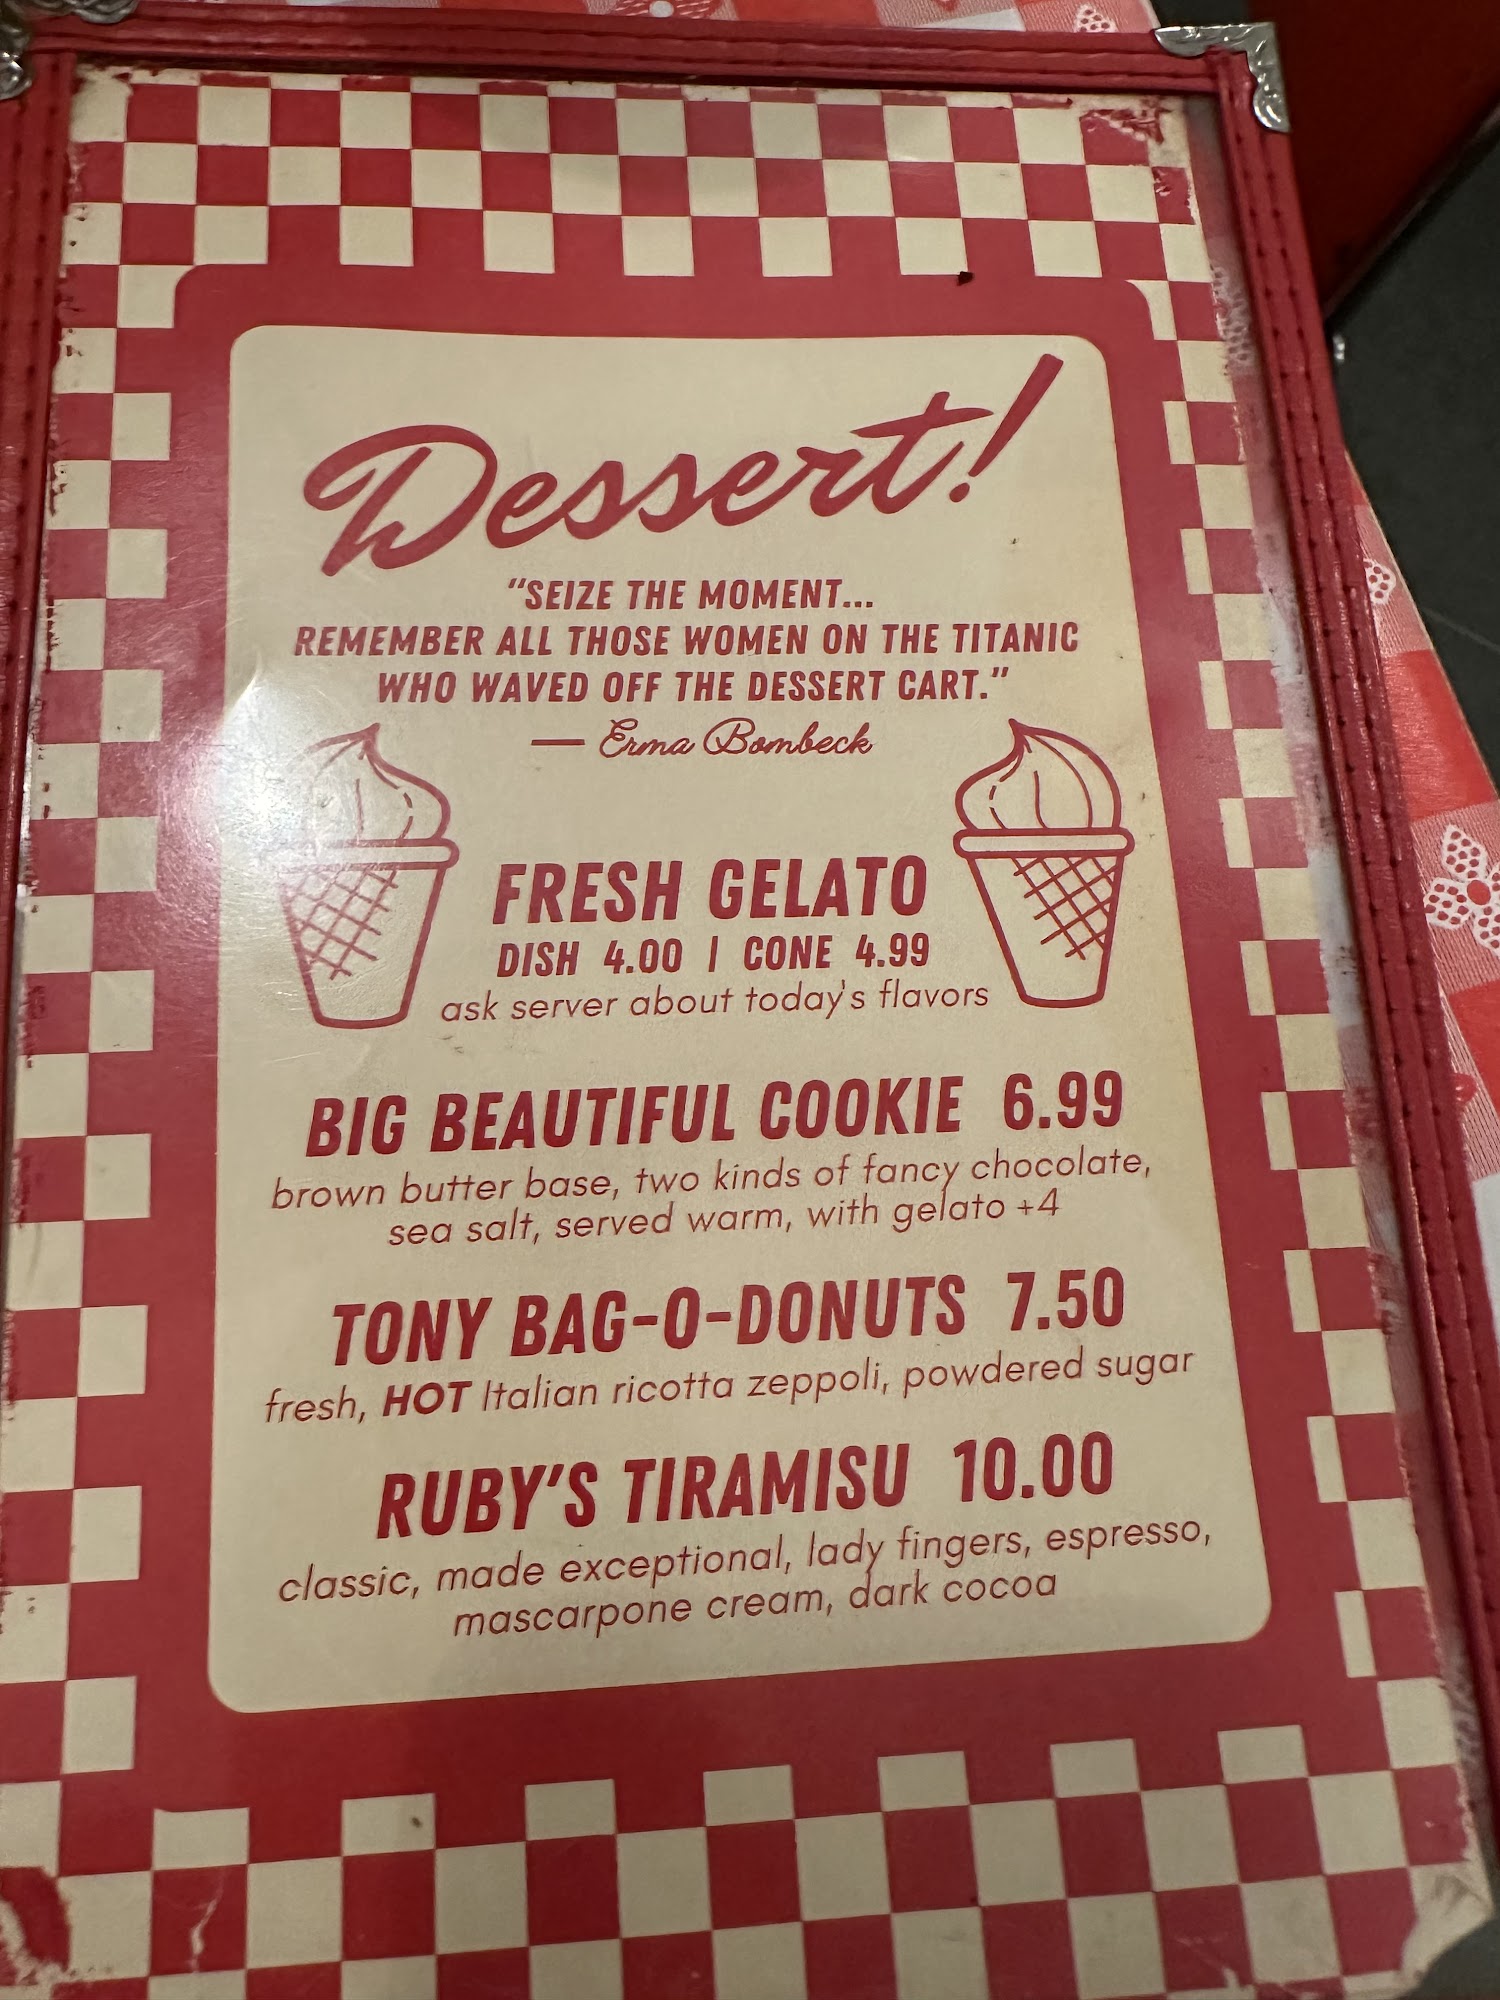 Dessert!
"SEIZE THE MOMENT...
REMEMBER ALL THOSE WOMEN ON THE TITANIC
WHO WAVED OFF THE DESSERT CART."
— Erma Bombeck
FRESH GELATO
DISH 4.00 | CONE 4.99
ask server about today's flavors
BIG BEAUTIFUL COOKIE 6.99
brown butter base, two kinds of fancy chocolate,
sea salt, served warm, with gelato +4
TONY BAG-O-DONUTS 7.50
fresh, HOT Italian ricotta zeppoli, powdered sugar
RUBY'S TIRAMISU 10.00
classic, made exceptional, lady fingers, espresso,
mascarpone cream, dark cocoa